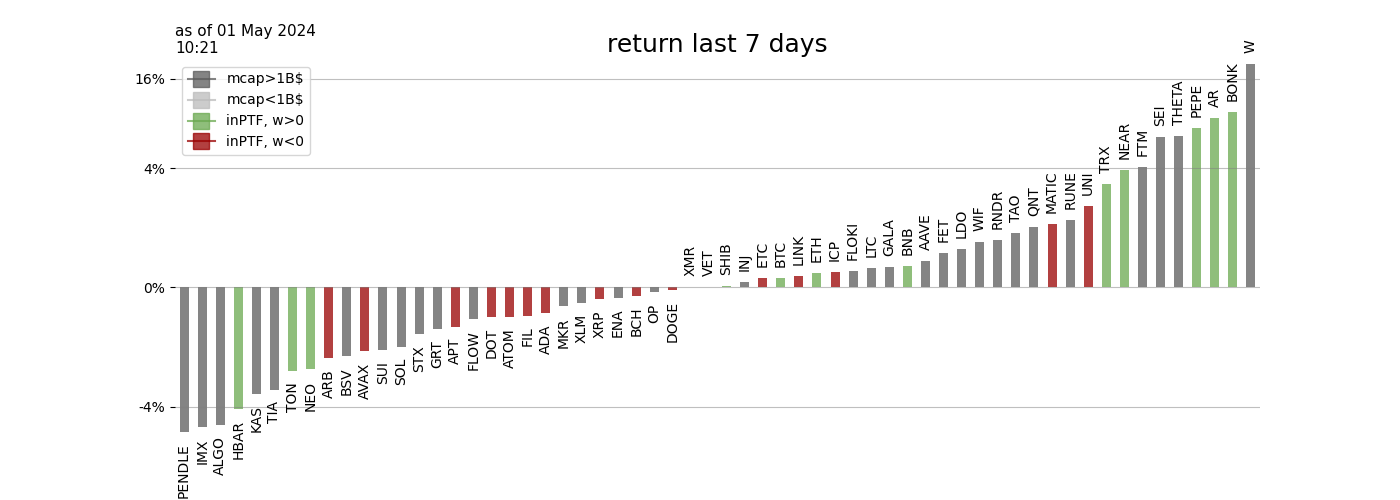 as of 01 May 2024
10:21
return last 7 days
mcap>1B$
mcap<1B$
inPTF, w>0
inPTF, w<0
16%
4%
0%
-4%
PENDLE
IMX
ALGO
HBAR
KAS
TIA
TON
NEO
ARB
BSV
AVAX
SUI
SOL
STX
GRT
APT
FLOW
DOT
ATOM
FIL
ADA
MKR
XLM
XRP
ENA
BCH
OP
DOGE
XMR
VET
SHIB
INJ
ETC
BTC
LINK
ETH
ICP
FLOKI
LTC
GALA
BNB
AAVE
FET
LDO
WIF
RNDR
TAO
QNT
MATIC
RUNE
UNI
TRX
NEAR
FTM
SEI
THETA
PEPE
AR
BONK
W